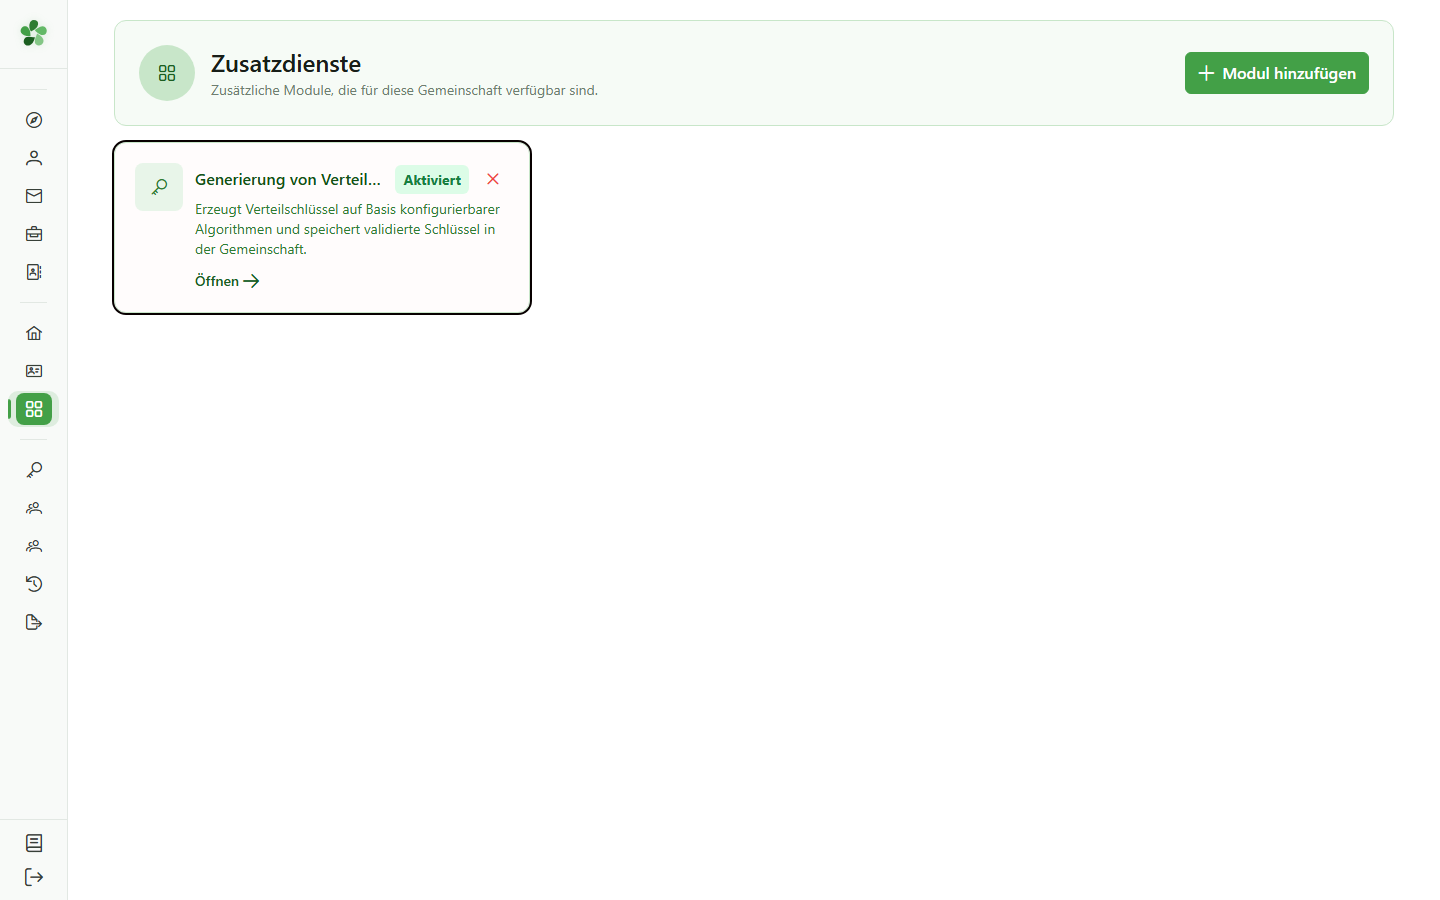 Zusatzdienste
Zusätzliche Module, die für diese Gemeinschaft verfügbar sind.
Modul hinzufügen
Generierung von Verteil...
Aktiviert
Erzeugt Verteilschlüssel auf Basis konfigurierbarer
Algorithmen und speichert validierte Schlüssel in
der Gemeinschaft.
Öffnen